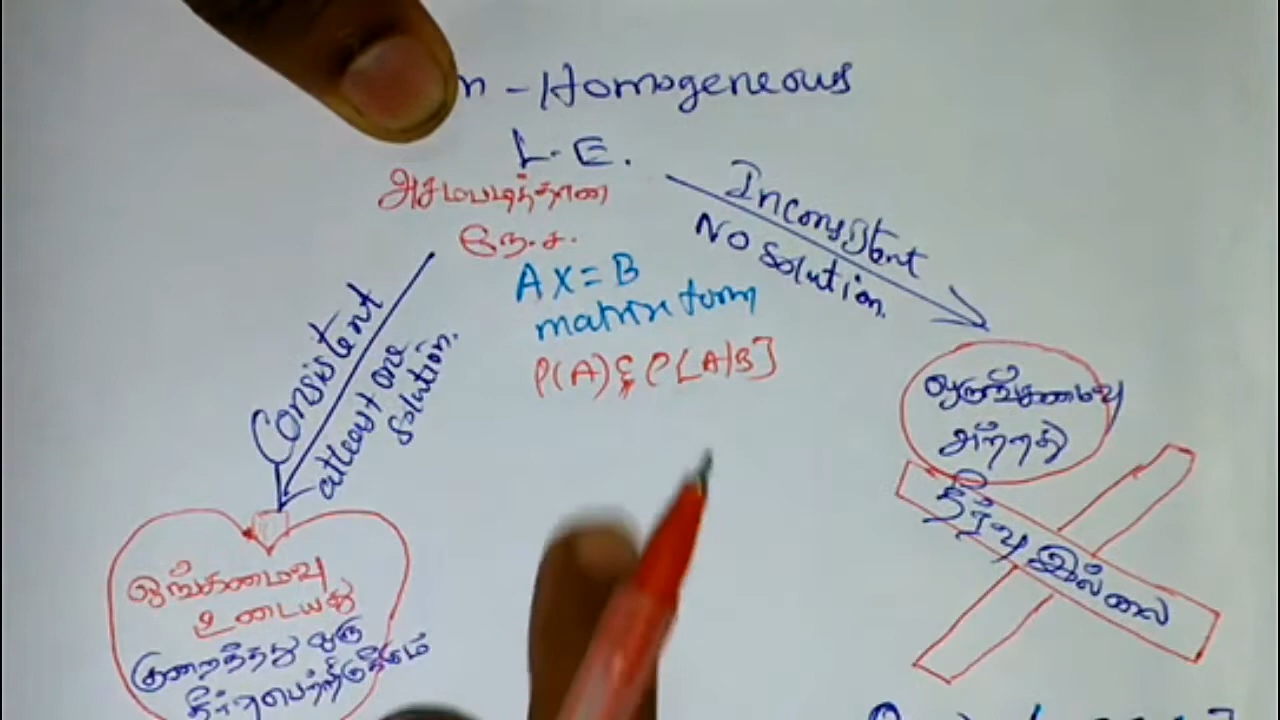 n - Homogeneous
L. E.
அசமபடித்தான
நே. ச.
AX = B
matrix form
ρ(A) & ρ[A|B]
Consistent
atleast one
solution.
Inconsistent
No solution.
ஒருங்கமைவு
அற்றது
தீர்வு இல்லை
ஒங்கமைவு
உடையது
குறைந்தது ஒரு